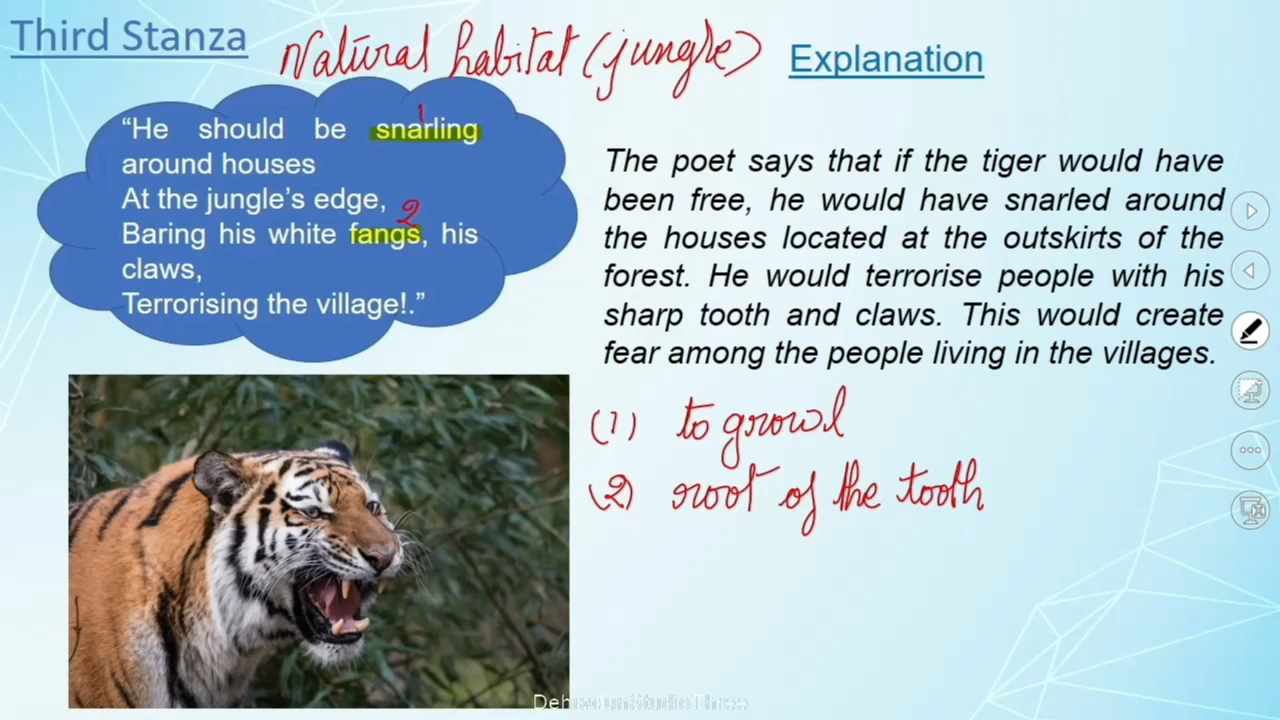 Third Stanza
Natural habitat (jungle)
Explanation
“He should be snarling
1
around houses
At the jungle’s edge,
2
Baring his white fangs, his
claws,
Terrorising the village!.”
The poet says that if the tiger would have
been free, he would have snarled around
the houses located at the outskirts of the
forest. He would terrorise people with his
sharp tooth and claws. This would create
fear among the people living in the villages.
(1) to growl
(2) root of the tooth